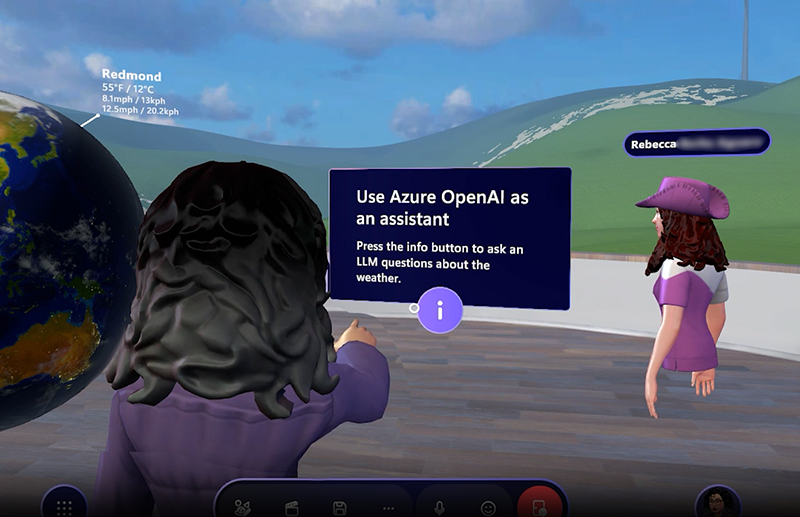 Redmond
55°F / 12°C
8.1mph / 13kph
12.5mph / 20.2kph
Rebecca
Use Azure OpenAI as
an assistant
Press the info button to ask an
LLM questions about the
weather.
i